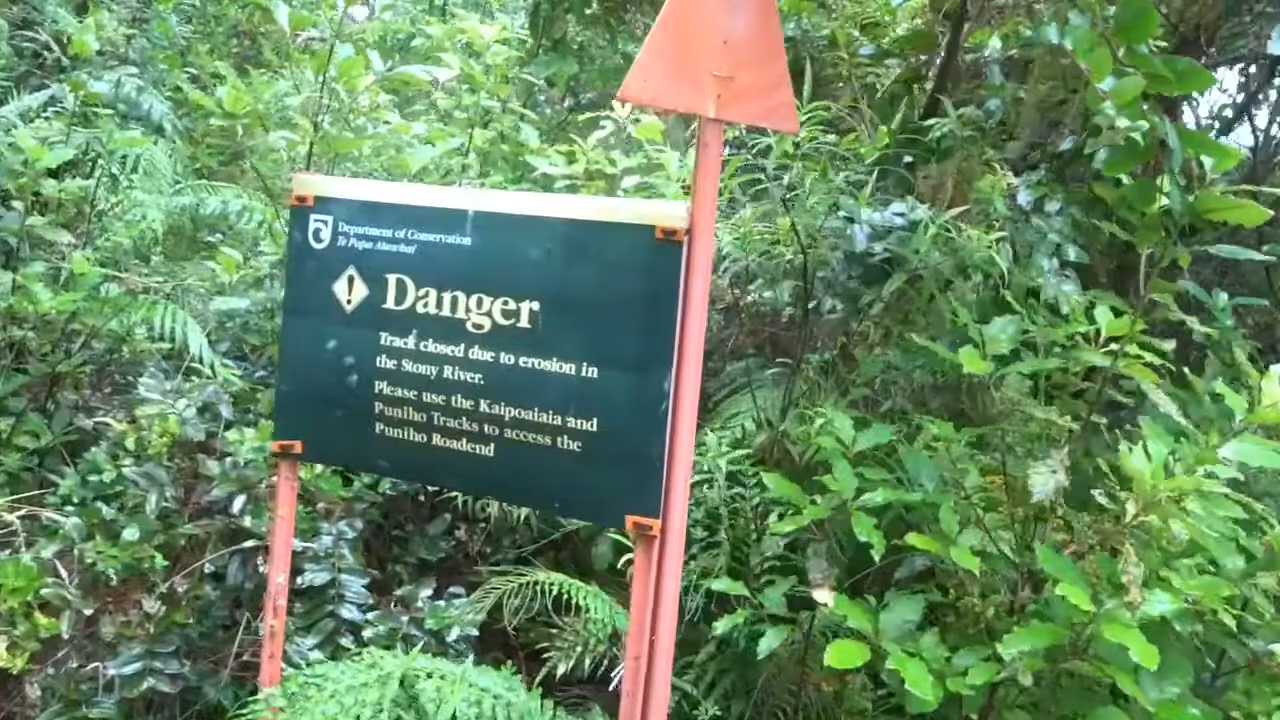 Department of Conservation
Te Papa Atawhai
Danger
Track closed due to erosion in
the Stony River.
Please use the Kaipoaiaia and
Puniho Tracks to access the
Puniho Roadend